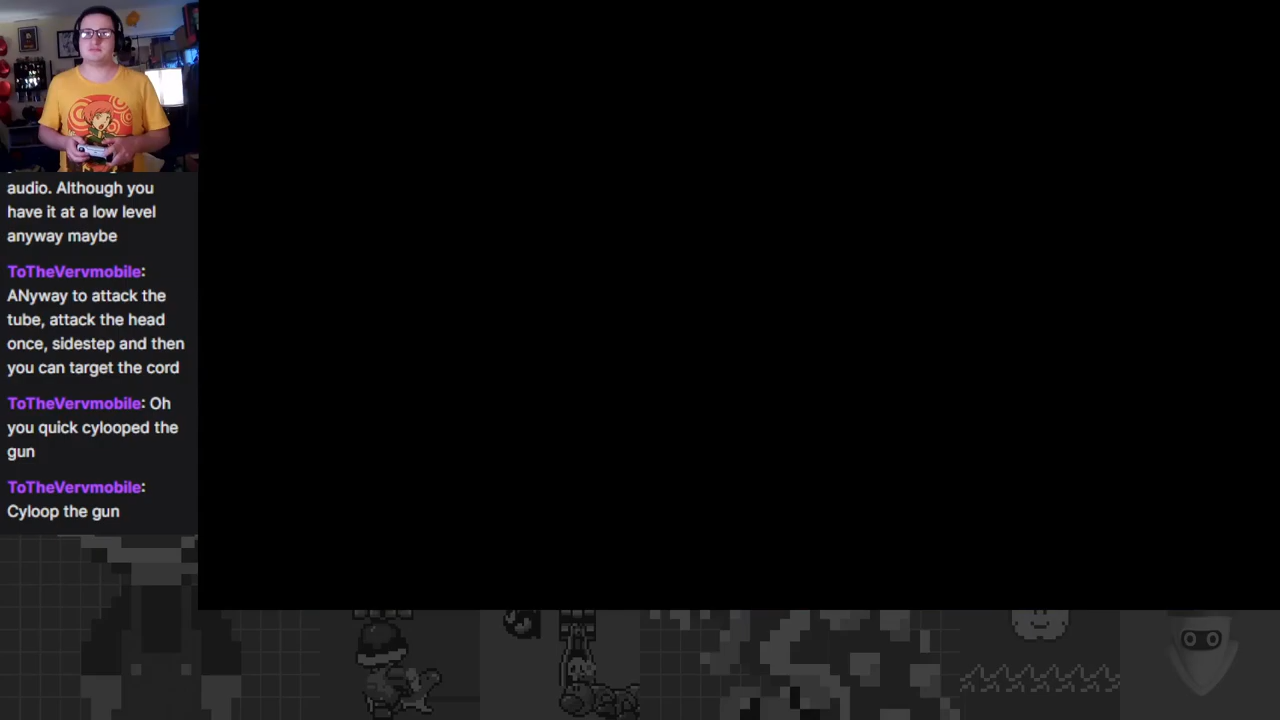 audio. Although you
have it at a low level
anyway maybe
ToTheVervmobile:
ANyway to attack the
tube, attack the head
once, sidestep and then
you can target the cord
ToTheVervmobile: Oh
you quick cylooped the
gun
ToTheVervmobile:
Cyloop the gun